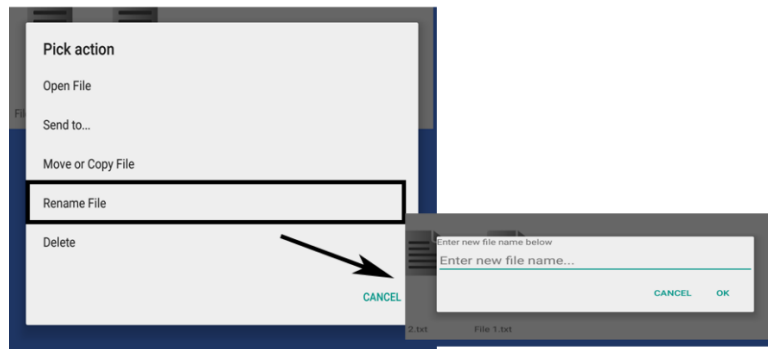 Pick action
Open File
Send to...
Move or Copy File
Rename File
Delete
CANCEL
Enter new file name below
Enter new file name...
CANCEL OK
2.txt File 1.txt